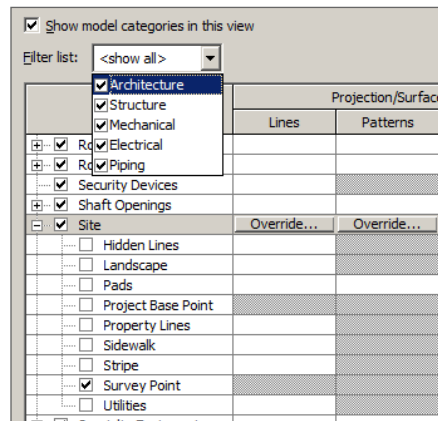 Show model categories in this view
Filter list: <show all>
Architecture
Structure
Mechanical
Electrical
Piping
Projection/Surfac
Lines Patterns
Security Devices
Shaft Openings
Site Override... Override...
Hidden Lines
Landscape
Pads
Project Base Point
Property Lines
Sidewalk
Stripe
Survey Point
Utilities